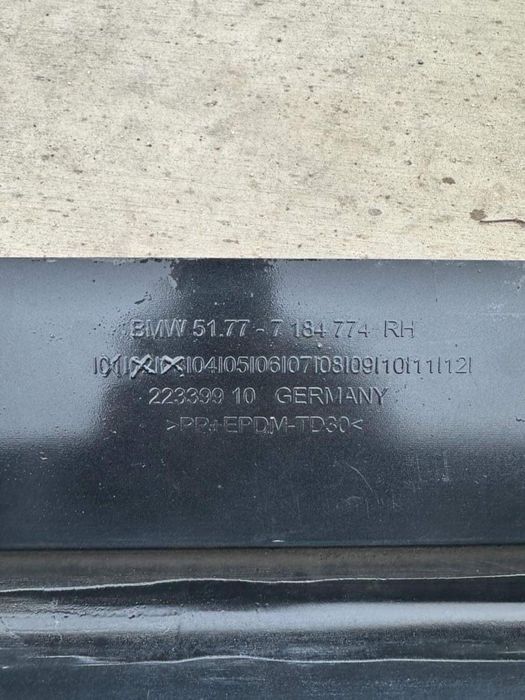 BMW 51.77 - 7 184 774 RH
|01|02|03|04|05|06|07|08|09|10|11|12|
223399 10 GERMANY
>PP+EPDM-TD30<